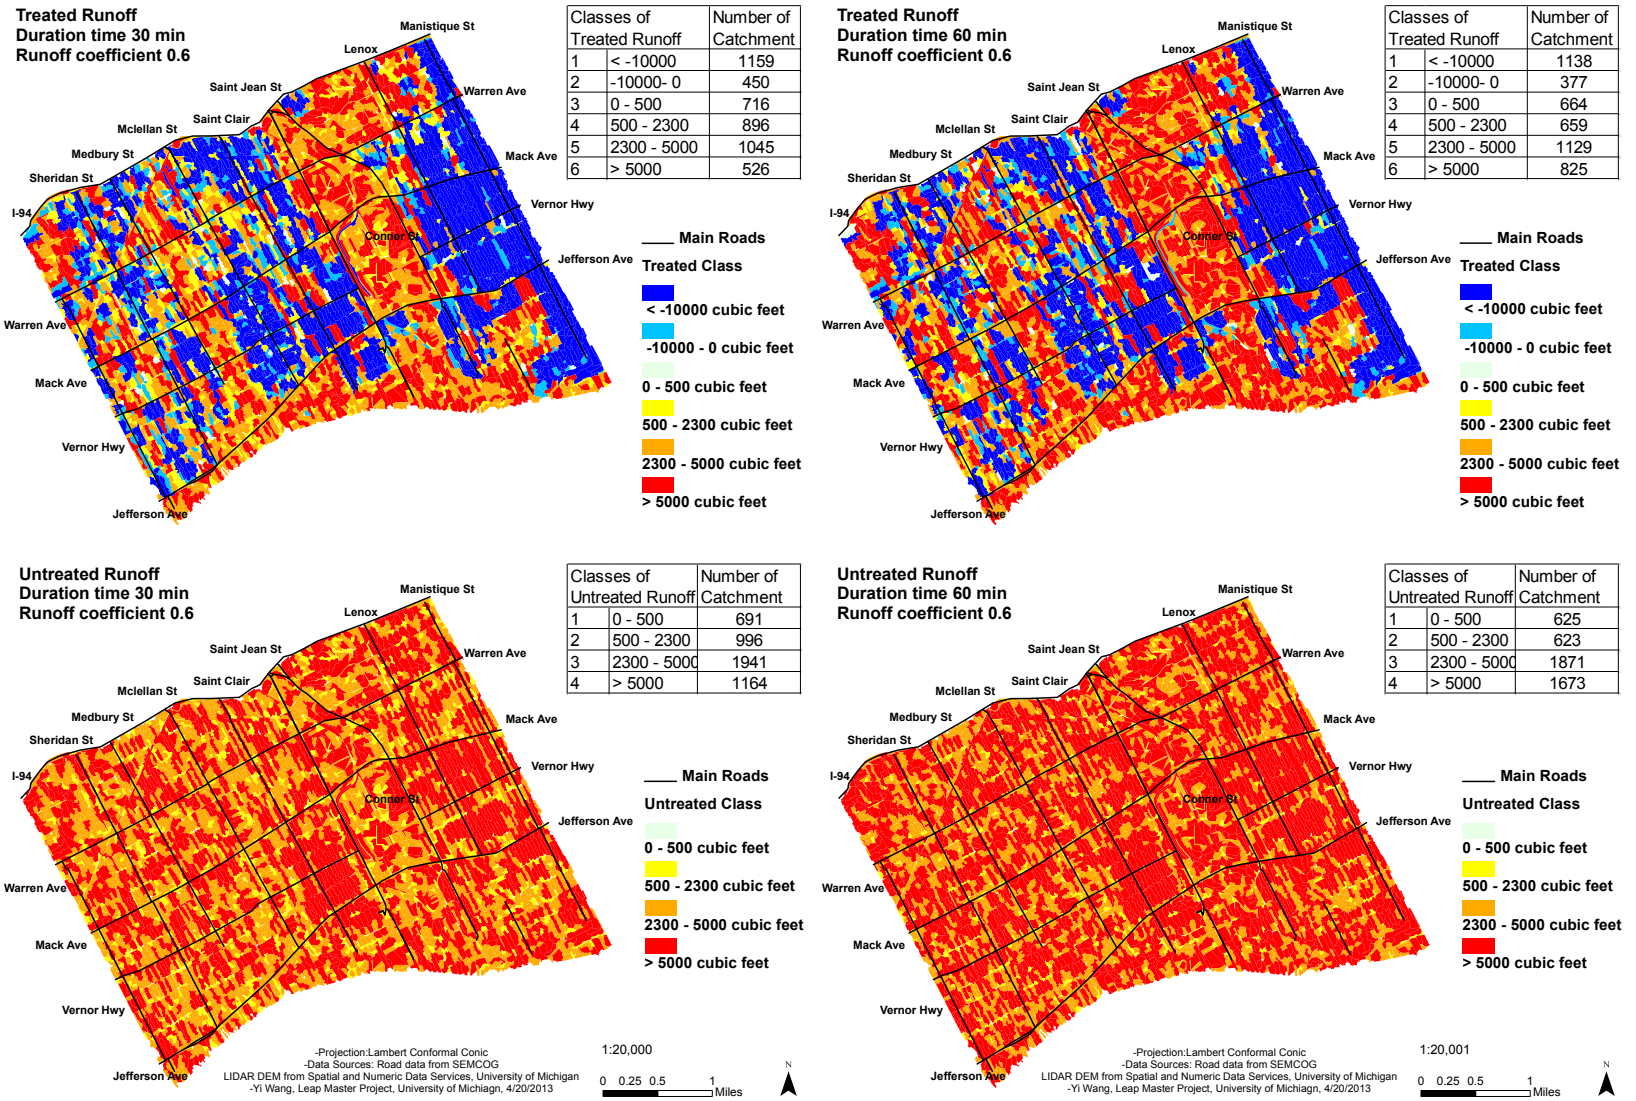 Treated Runoff
Duration time 30 min
Runoff coefficient 0.6
Manistique St
Lenox
Saint Jean St
Warren Ave
Saint Clair
Mclellan St
Medbury St
Mack Ave
Sheridan St
Vernor Hwy
I-94
Conner St
Jefferson Ave
Warren Ave
Mack Ave
Vernor Hwy
Jefferson Ave
Classes of Treated Runoff Number of Catchment
1 < -10000 1159
2 -10000- 0 450
3 0 - 500 716
4 500 - 2300 896
5 2300 - 5000 1045
6 > 5000 526
Main Roads
Treated Class
< -10000 cubic feet
-10000 - 0 cubic feet
0 - 500 cubic feet
500 - 2300 cubic feet
2300 - 5000 cubic feet
> 5000 cubic feet
Treated Runoff
Duration time 60 min
Runoff coefficient 0.6
Manistique St
Lenox
Saint Jean St
Warren Ave
Saint Clair
Mclellan St
Medbury St
Mack Ave
Sheridan St
Vernor Hwy
I-94
Conner St
Jefferson Ave
Warren Ave
Mack Ave
Vernor Hwy
Jefferson Ave
Classes of Treated Runoff Number of Catchment
1 < -10000 1138
2 -10000- 0 377
3 0 - 500 664
4 500 - 2300 659
5 2300 - 5000 1129
6 > 5000 825
Main Roads
Treated Class
< -10000 cubic feet
-10000 - 0 cubic feet
0 - 500 cubic feet
500 - 2300 cubic feet
2300 - 5000 cubic feet
> 5000 cubic feet
Untreated Runoff
Duration time 30 min
Runoff coefficient 0.6
Manistique St
Lenox
Saint Jean St
Warren Ave
Saint Clair
Mclellan St
Medbury St
Mack Ave
Sheridan St
Vernor Hwy
I-94
Conner St
Jefferson Ave
Warren Ave
Mack Ave
Vernor Hwy
Jefferson Ave
Classes of Untreated Runoff Number of Catchment
1 0 - 500 691
2 500 - 2300 996
3 2300 - 5000 1941
4 > 5000 1164
Main Roads
Untreated Class
0 - 500 cubic feet
500 - 2300 cubic feet
2300 - 5000 cubic feet
> 5000 cubic feet
-Projection:Lambert Conformal Conic
-Data Sources: Road data from SEMCOG
LIDAR DEM from Spatial and Numeric Data Services, University of Michigan
-Yi Wang, Leap Master Project, University of Michiagn, 4/20/2013
1:20,000
0 0.25 0.5 1
Miles
N
Untreated Runoff
Duration time 60 min
Runoff coefficient 0.6
Manistique St
Lenox
Saint Jean St
Warren Ave
Saint Clair
Mclellan St
Medbury St
Mack Ave
Sheridan St
Vernor Hwy
I-94
Conner St
Jefferson Ave
Warren Ave
Mack Ave
Vernor Hwy
Jefferson Ave
Classes of Untreated Runoff Number of Catchment
1 0 - 500 625
2 500 - 2300 623
3 2300 - 5000 1871
4 > 5000 1673
Main Roads
Untreated Class
0 - 500 cubic feet
500 - 2300 cubic feet
2300 - 5000 cubic feet
> 5000 cubic feet
-Projection:Lambert Conformal Conic
-Data Sources: Road data from SEMCOG
LIDAR DEM from Spatial and Numeric Data Services, University of Michigan
-Yi Wang, Leap Master Project, University of Michiagn, 4/20/2013
1:20,001
0 0.25 0.5 1
Miles
N